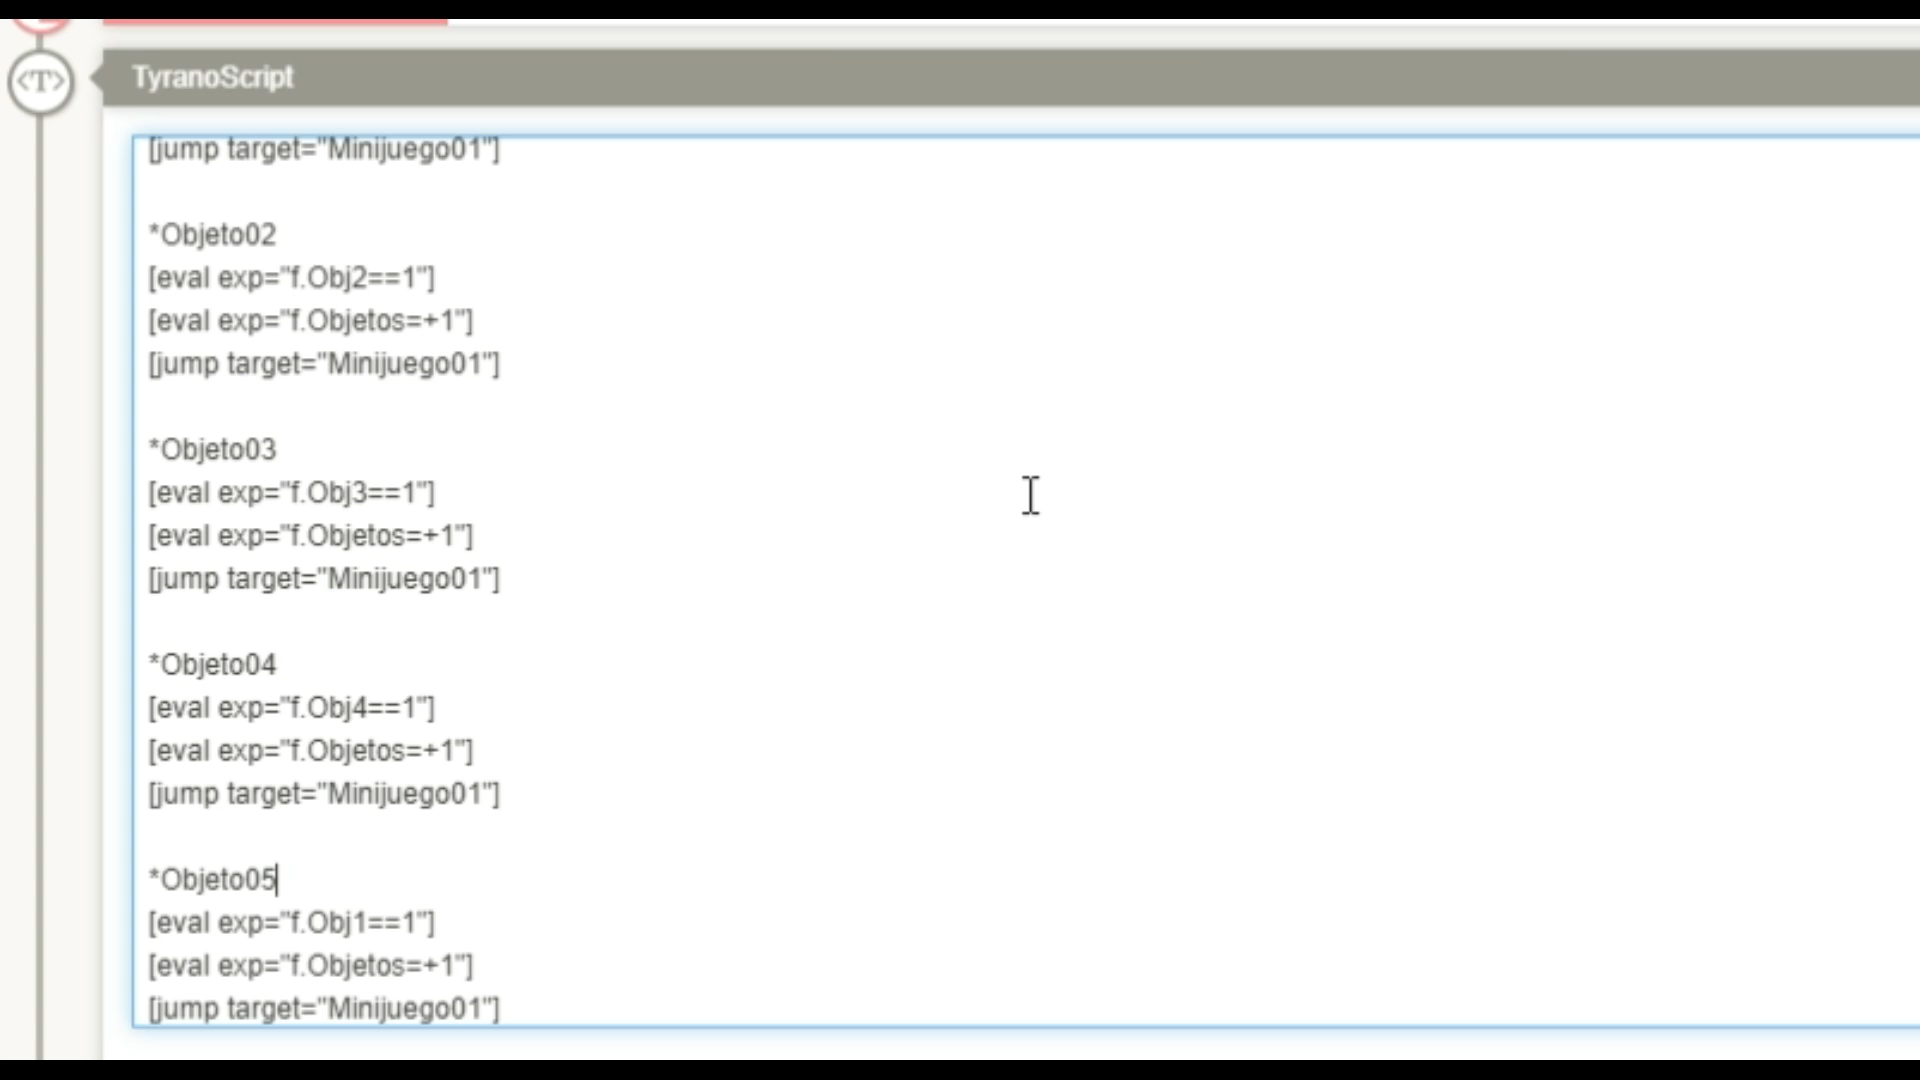 <T>
TyranoScript
[jump target="Minijuego01"]
*Objeto02
[eval exp="f.Obj2==1"]
[eval exp="f.Objetos=+1"]
[jump target="Minijuego01"]
*Objeto03
[eval exp="f.Obj3==1"]
[eval exp="f.Objetos=+1"]
[jump target="Minijuego01"]
*Objeto04
[eval exp="f.Obj4==1"]
[eval exp="f.Objetos=+1"]
[jump target="Minijuego01"]
*Objeto05
[eval exp="f.Obj1==1"]
[eval exp="f.Objetos=+1"]
[jump target="Minijuego01"]